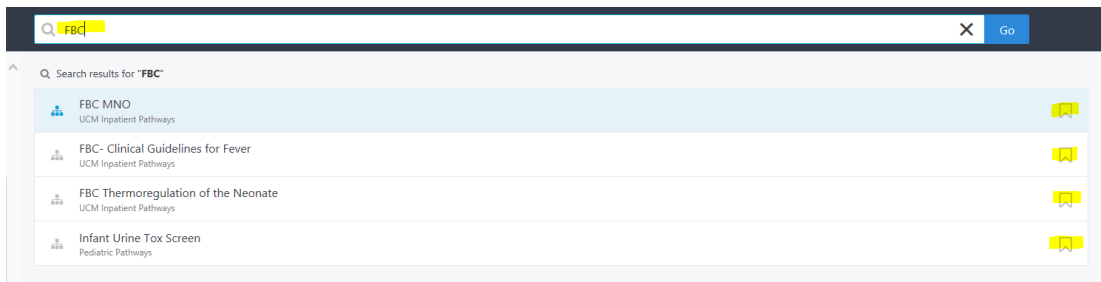 FBC
Go
Search results for "FBC"
FBC MNO
UCM Inpatient Pathways
FBC- Clinical Guidelines for Fever
UCM Inpatient Pathways
FBC Thermoregulation of the Neonate
UCM Inpatient Pathways
Infant Urine Tox Screen
Pediatric Pathways